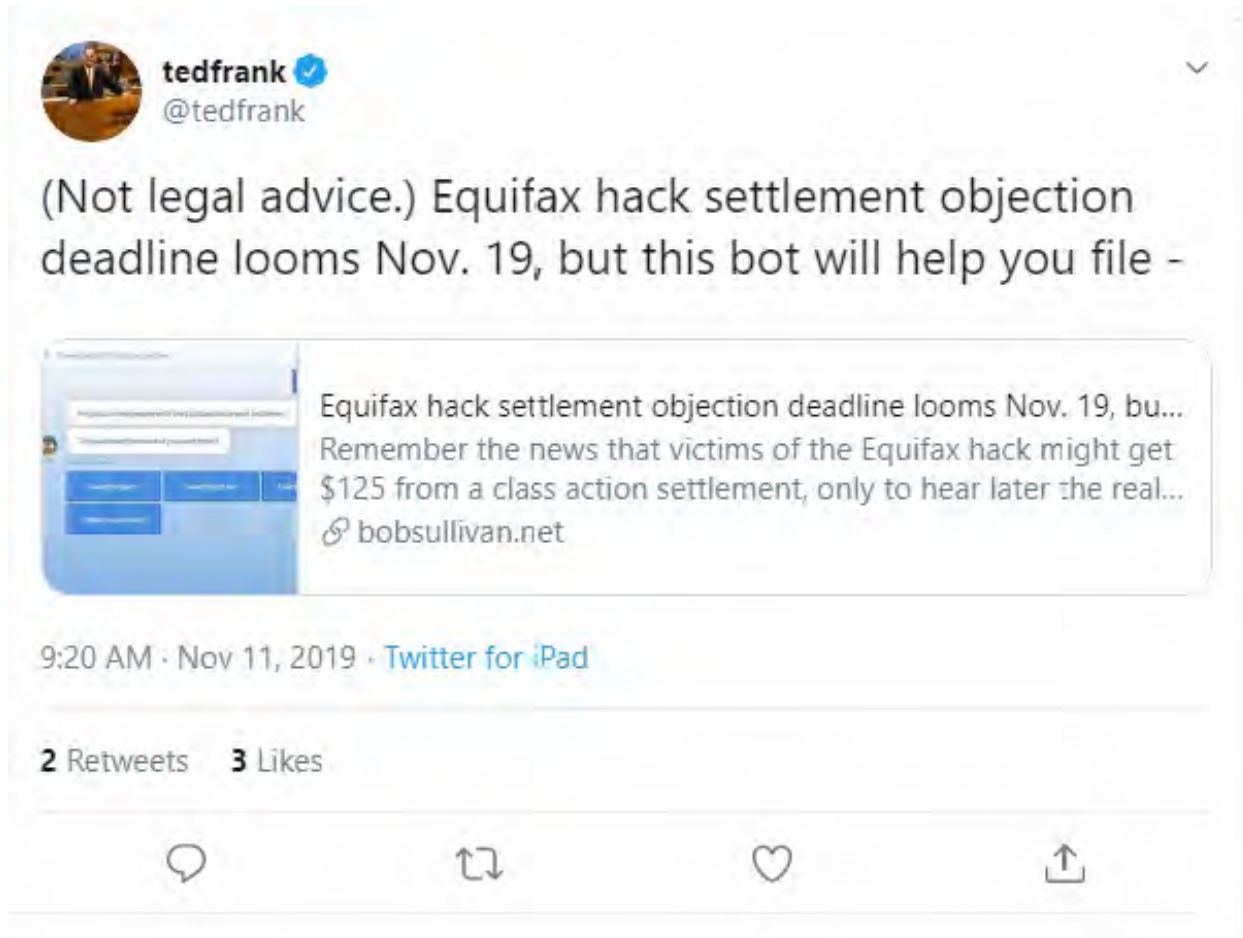 tedfrank
@tedfrank
(Not legal advice.) Equifax hack settlement objection
deadline looms Nov. 19, but this bot will help you file -
Equifax hack settlement objection deadline looms Nov. 19, bu...
Remember the news that victims of the Equifax hack might get
$125 from a class action settlement, only to hear later the real...
bobsullivan.net
9:20 AM · Nov 11, 2019 · Twitter for iPad
2 Retweets 3 Likes